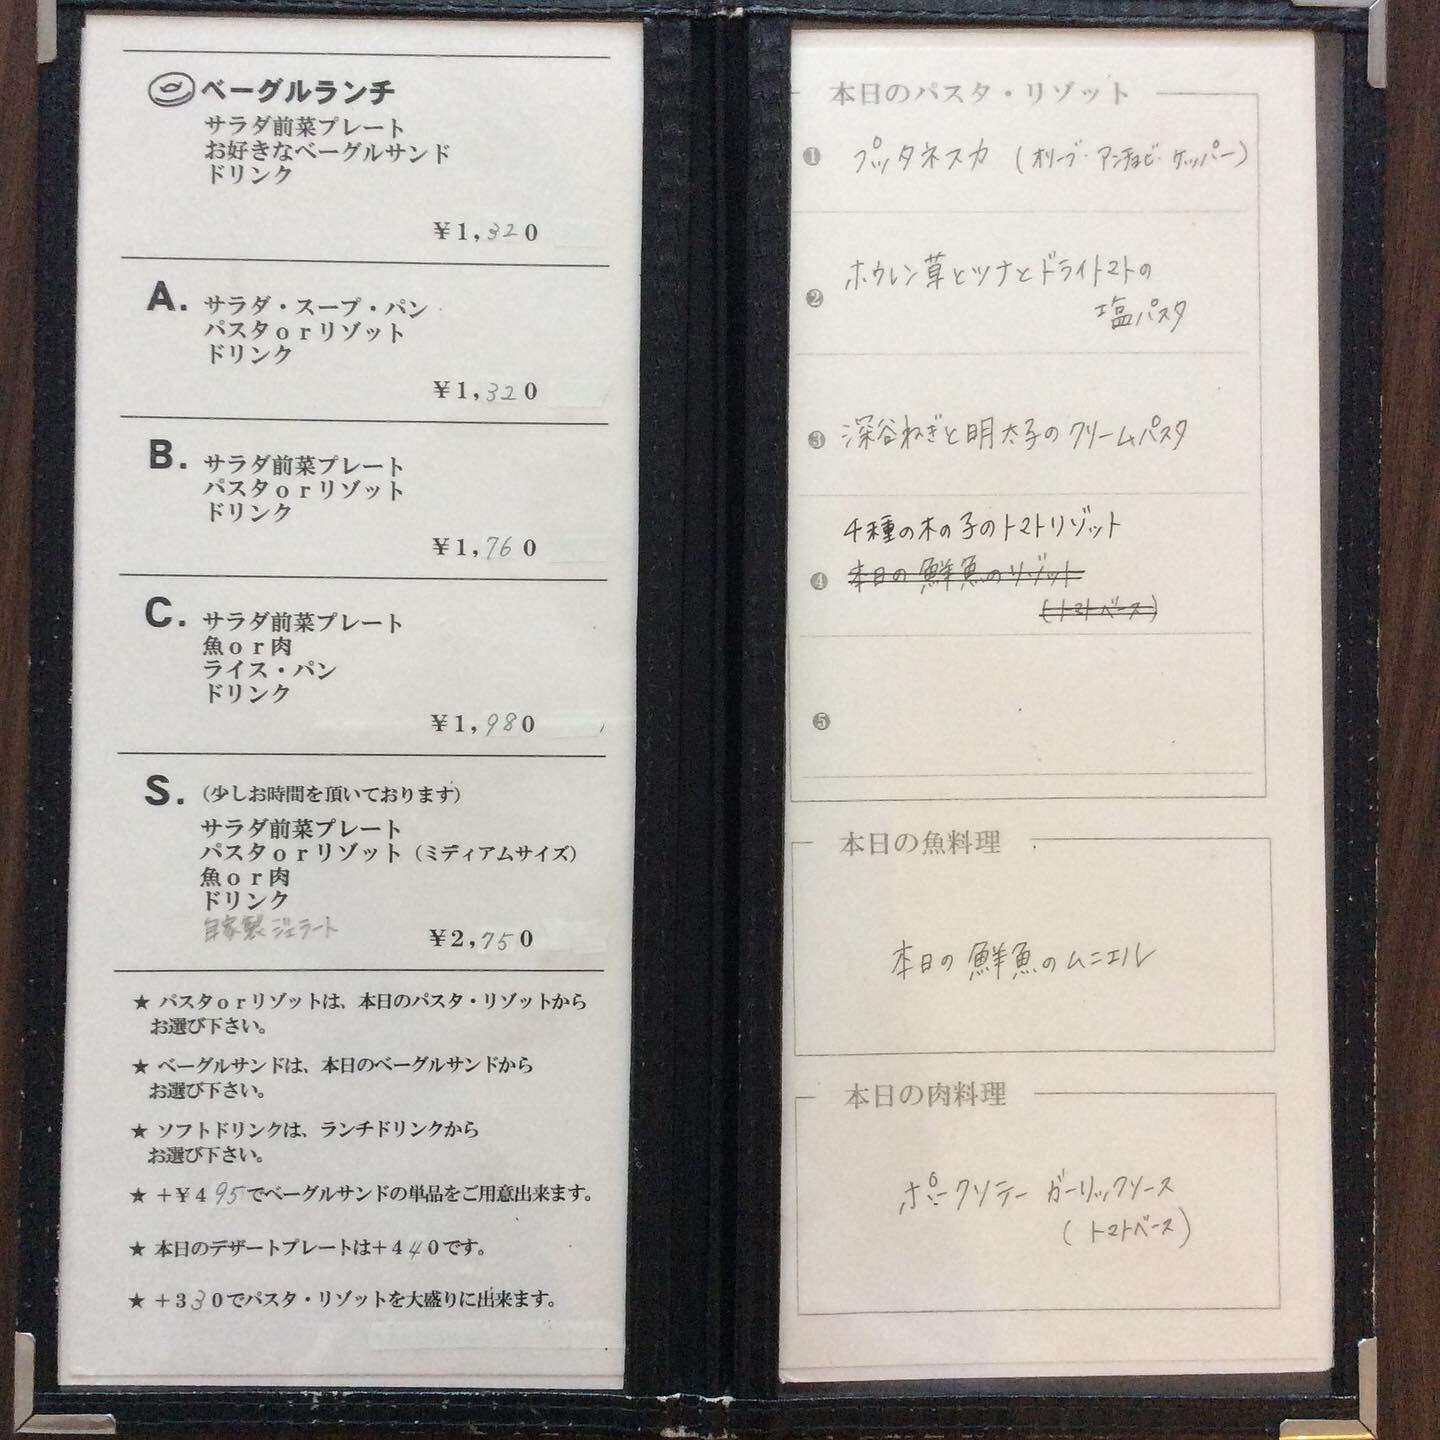 ベーグルランチ
サラダ前菜プレート
お好きなベーグルサンド
ドリンク
¥1,320
A. サラダ・スープ・パン
パスタorリゾット
ドリンク
¥1,320
B. サラダ前菜プレート
パスタorリゾット
ドリンク
¥1,760
C. サラダ前菜プレート
魚or肉
ライス・パン
ドリンク
¥1,980
S. (少しお時間を頂いております)
サラダ前菜プレート
パスタorリゾット(ミディアムサイズ)
魚or肉
ドリンク
自家製ジェラート
¥2,750
★ パスタorリゾットは、本日のパスタ・リゾットから
お選び下さい。
★ ベーグルサンドは、本日のベーグルサンドから
お選び下さい。
★ ソフトドリンクは、ランチドリンクから
お選び下さい。
★ +¥495でベーグルサンドの単品をご用意出来ます。
★ 本日のデザートプレートは+440です。
★ +330でパスタ・リゾットを大盛りに出来ます。
本日のパスタ・リゾット
❶ プッタネスカ (オリーブ・アンチョビ・ケッパー)
❷ ホウレン草とツナとドライトマトの
塩パスタ
❸ 深谷ねぎと明太子のクリームパスタ
4種の木の子のトマトリゾット
❹ 本日の鮮魚のリゾット
(トマトベース)
❺
本日の魚料理
本日の鮮魚のムニエル
本日の肉料理
ポークソテー ガーリックソース
(トマトベース)